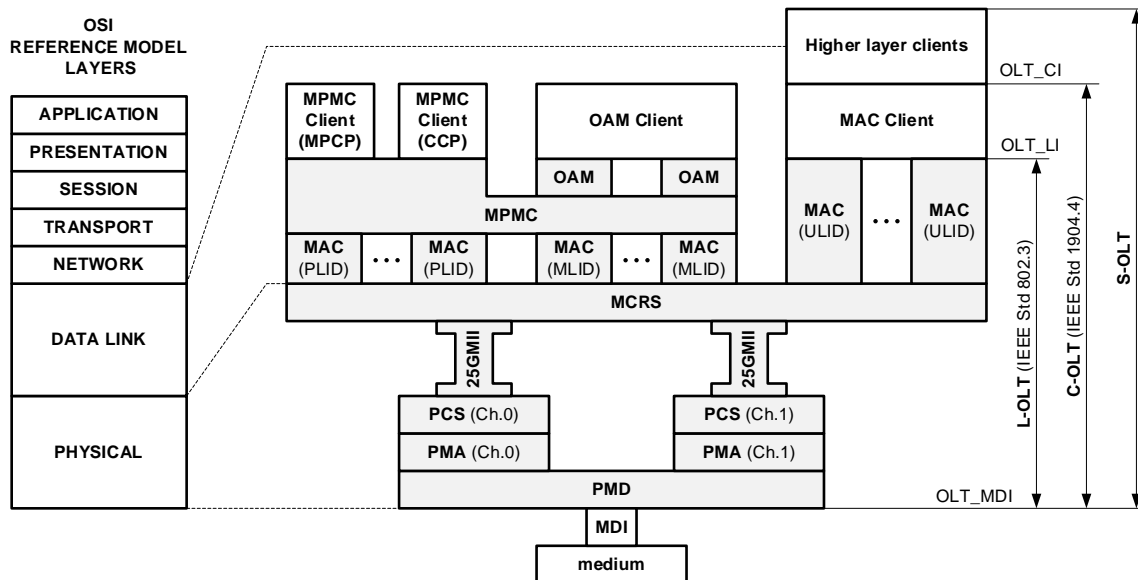 OSI
REFERENCE MODEL
LAYERS
APPLICATION
PRESENTATION
SESSION
TRANSPORT
NETWORK
DATA LINK
PHYSICAL
Higher layer clients
OLT_CI
MPMC
Client
(MPCP)
MPMC
Client
(CCP)
OAM Client
MAC Client
OLT_LI
OAM
OAM
MPMC
MAC
(ULID)
...
MAC
(ULID)
MAC
(PLID)
...
MAC
(PLID)
MAC
(MLID)
...
MAC
(MLID)
MCRS
25GMII
25GMII
PCS (Ch.0)
PCS (Ch.1)
PMA (Ch.0)
PMA (Ch.1)
PMD
OLT_MDI
MDI
medium
L-OLT (IEEE Std 802.3)
C-OLT (IEEE Std 1904.4)
S-OLT